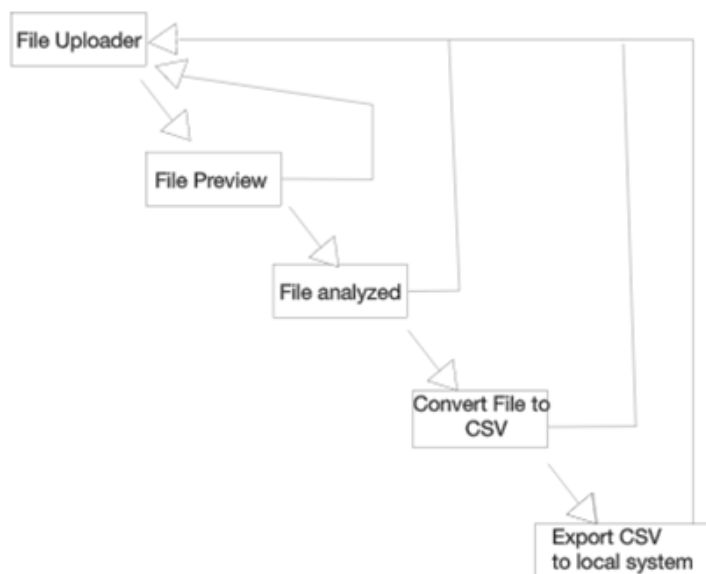 File Uploader
File Preview
File analyzed
Convert File to
CSV
Export CSV
to local system